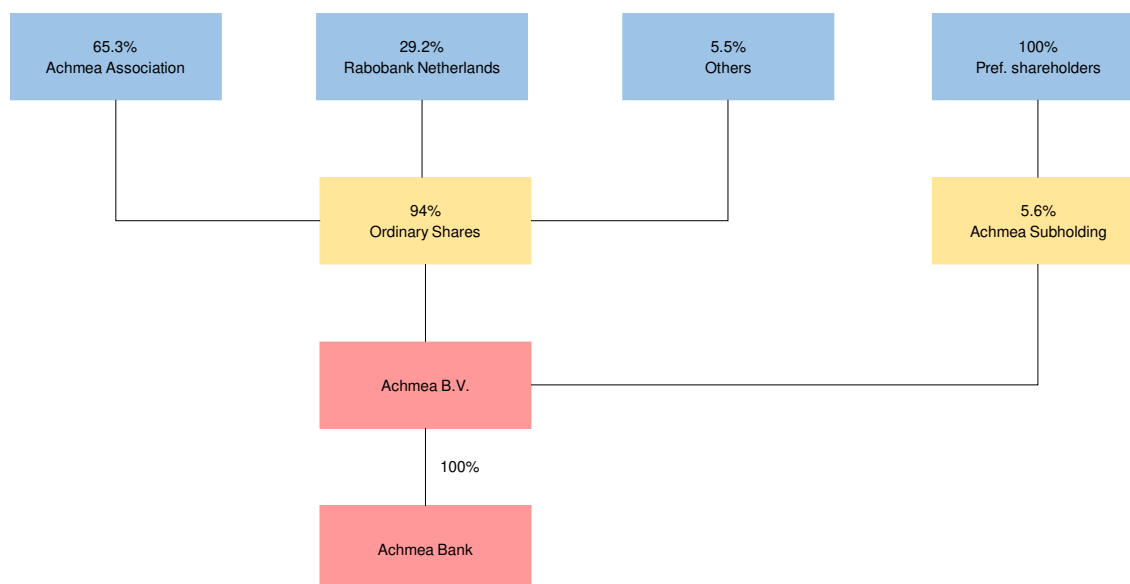 65.3%
Achmea Association
29.2%
Rabobank Netherlands
5.5%
Others
100%
Pref. shareholders
94%
Ordinary Shares
5.6%
Achmea Subholding
Achmea B.V.
100%
Achmea Bank